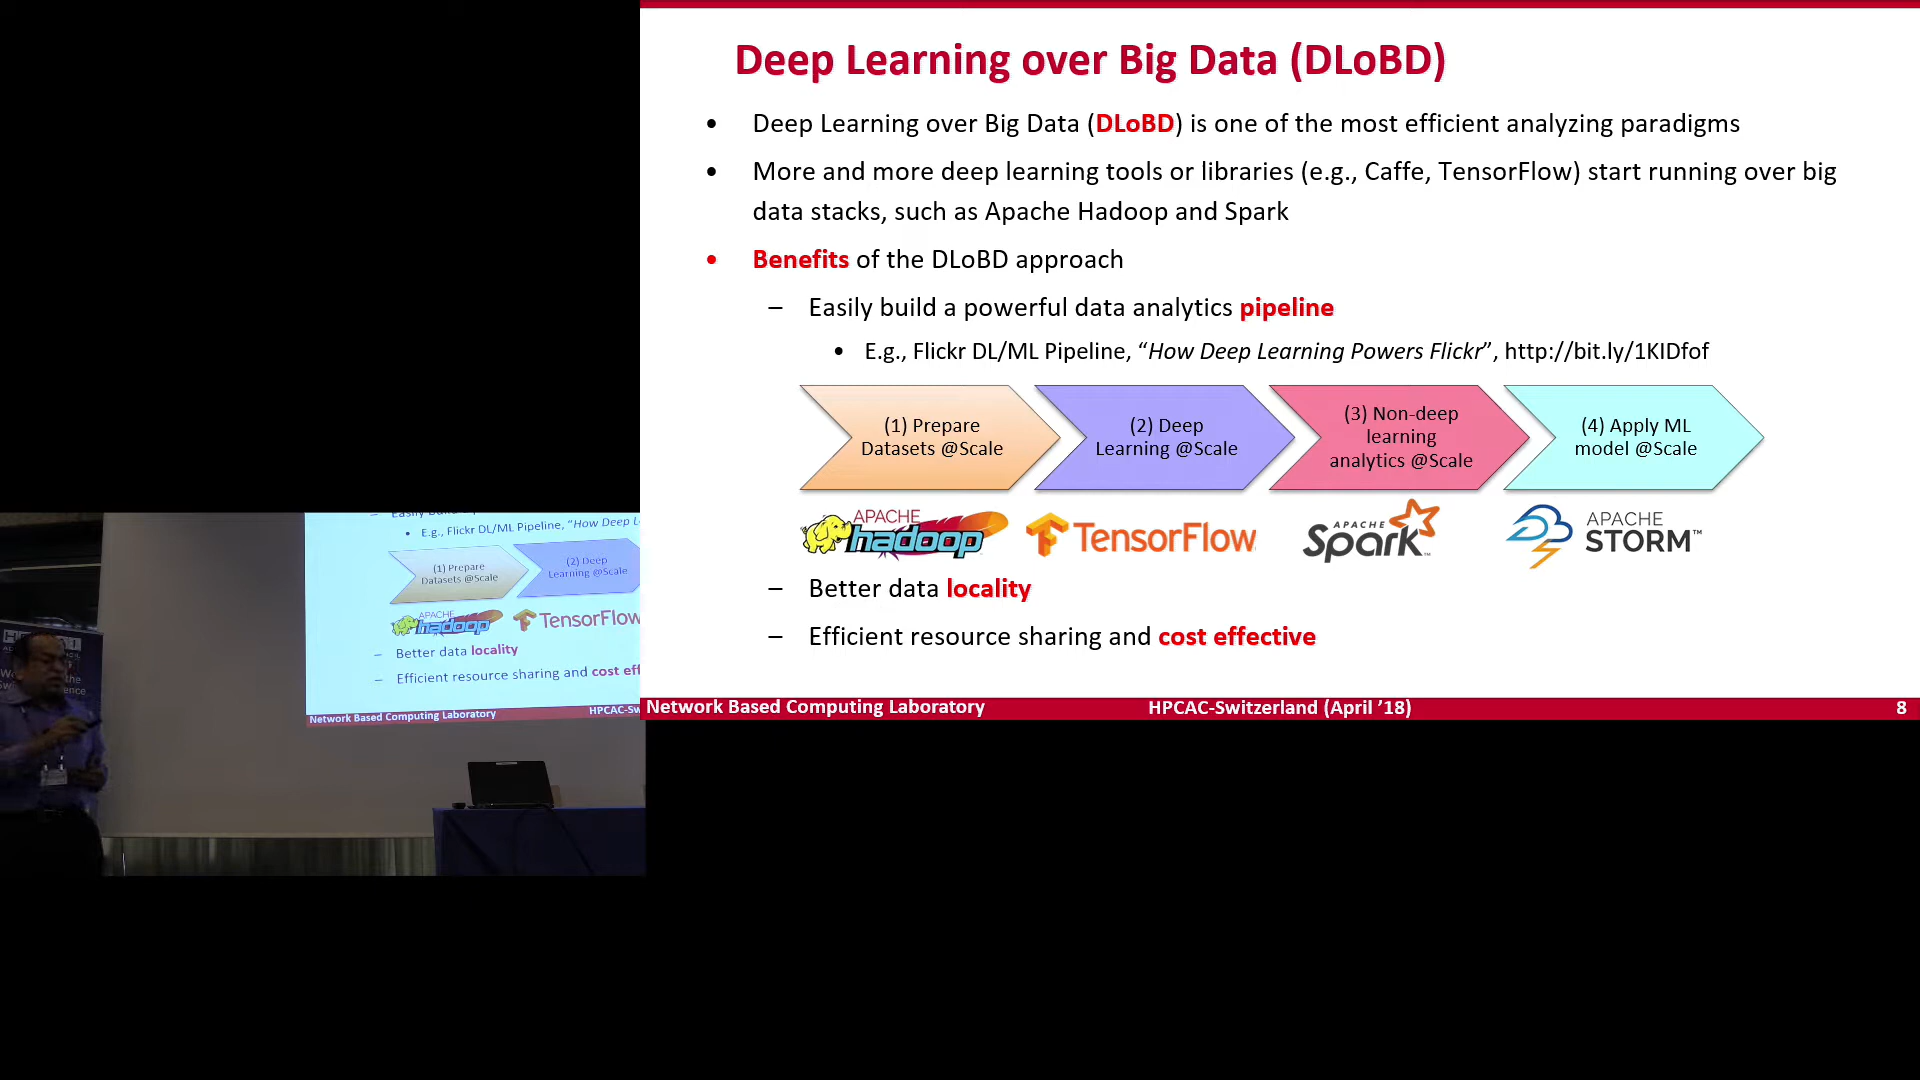 Deep Learning over Big Data (DLoBD)
• Deep Learning over Big Data (DLoBD) is one of the most efficient analyzing paradigms
• More and more deep learning tools or libraries (e.g., Caffe, TensorFlow) start running over big
data stacks, such as Apache Hadoop and Spark
• Benefits of the DLoBD approach
– Easily build a powerful data analytics pipeline
• E.g., Flickr DL/ML Pipeline, “How Deep Learning Powers Flickr”, http://bit.ly/1KIDfof
(1) Prepare
Datasets @Scale
(2) Deep
Learning @Scale
(3) Non-deep
learning
analytics @Scale
(4) Apply ML
model @Scale
APACHE
hadoop
TensorFlow
APACHE
Spark™
APACHE
STORM™
– Better data locality
– Efficient resource sharing and cost effective
Network Based Computing Laboratory
HPCAC-Switzerland (April ’18)
8
• E.g., Flickr DL/ML Pipeline, “How Deep L
(1) Prepare
Datasets @Scale
(2) Deep
Learning @Scale
APACHE
hadoop
TensorFlow
– Better data locality
– Efficient resource sharing and cost eff
Network Based Computing Laboratory
HPCAC-Sw